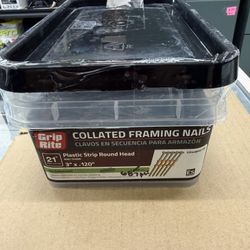 Grip
Rite
COLLATED FRAMING NAILS
CLAVOS EN SECUENCIA PARA ARMAZÓN
21°
Plastic Strip Round Head
3" x .120"